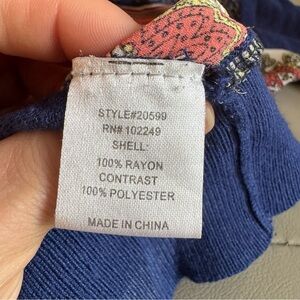 STYLE#20599
RN# 102249
SHELL:
100% RAYON
CONTRAST
100% POLYESTER
MADE IN CHINA